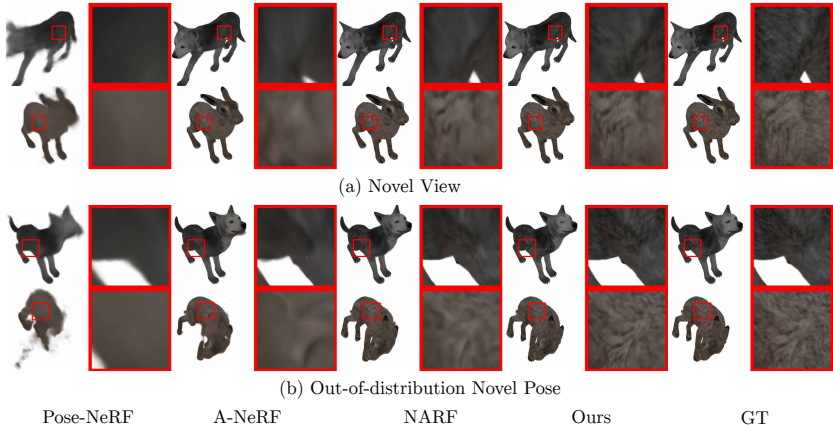 (a) Novel View
(b) Out-of-distribution Novel Pose
Pose-NeRF A-NeRF NARF Ours GT